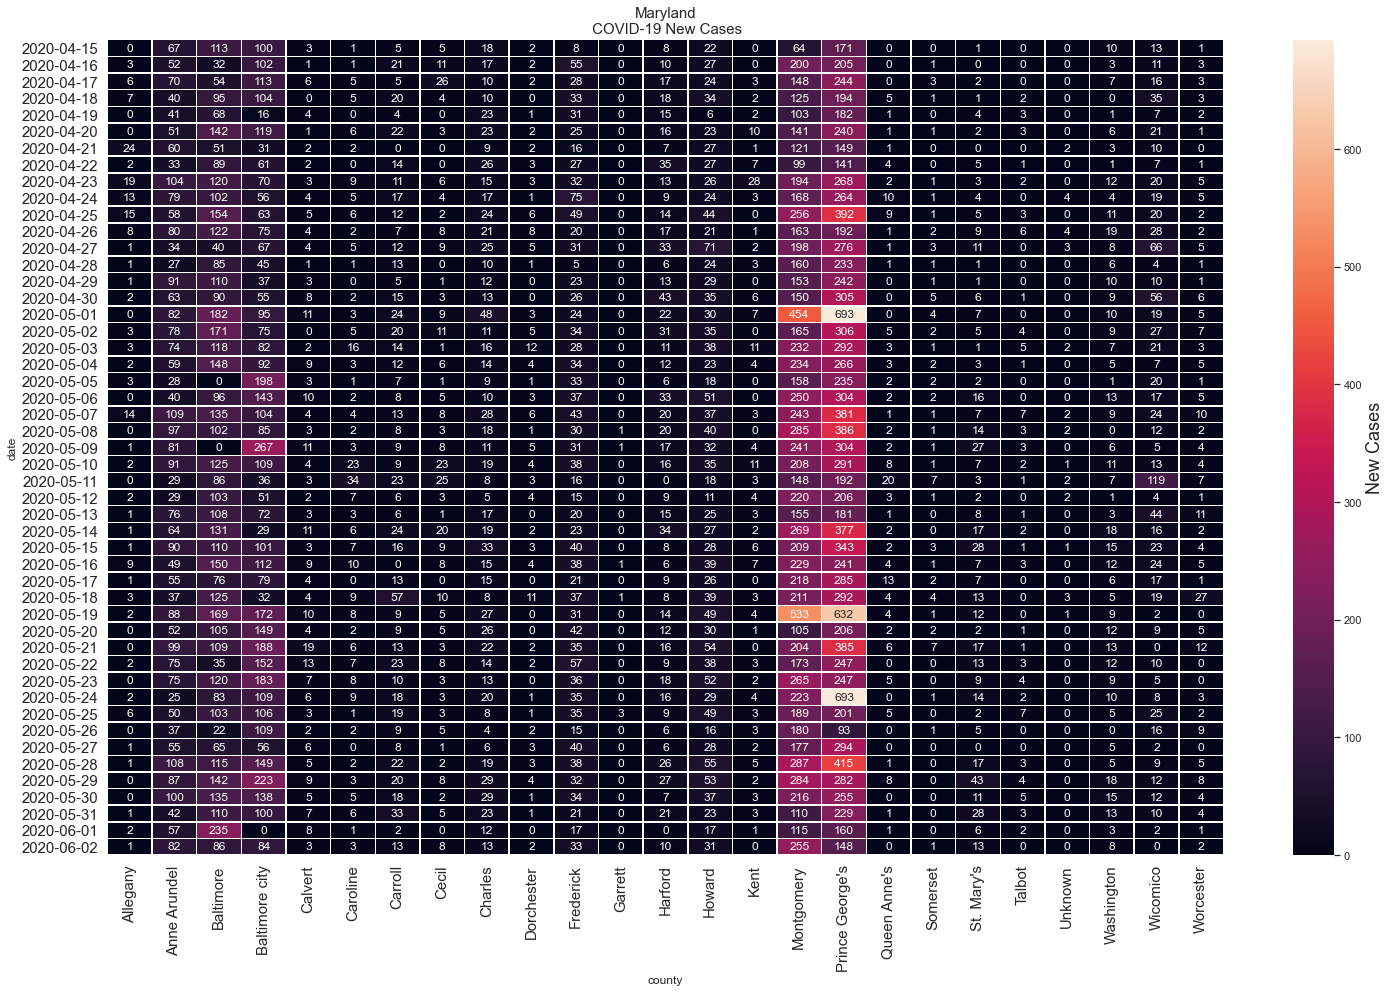 Maryland
COVID-19 New Cases
2020-04-15 0 67 113 100 3 1 5 5 18 2 8 0 8 22 0 64 171 0 0 1 0 0 10 13 1
2020-04-16 3 52 32 102 1 1 21 11 17 2 55 0 10 27 0 200 205 0 1 0 0 0 3 11 3
2020-04-17 6 70 54 113 6 5 5 26 10 2 28 0 17 24 3 148 244 0 3 2 0 0 7 16 3
2020-04-18 7 40 95 104 0 5 20 4 10 0 33 0 18 34 2 125 194 5 1 1 2 0 0 35 3
2020-04-19 0 41 68 16 4 0 4 0 23 1 31 0 15 6 2 103 182 1 0 4 3 0 1 7 2
2020-04-20 0 51 142 119 1 6 22 3 23 2 25 0 16 23 10 141 240 1 1 2 3 0 6 21 1
2020-04-21 24 60 51 31 2 2 0 0 9 2 16 0 7 27 1 121 149 1 0 0 0 2 3 10 0
2020-04-22 2 33 89 61 2 0 14 0 26 3 27 0 35 27 7 99 141 4 0 5 1 0 1 7 1
2020-04-23 19 104 120 70 3 9 11 6 15 3 32 0 13 26 28 194 268 2 1 3 2 0 12 20 5
2020-04-24 13 79 102 56 4 5 17 4 17 1 75 0 9 24 3 168 264 10 1 4 0 4 4 19 5
2020-04-25 15 58 154 63 5 6 12 2 24 6 49 0 14 44 0 256 392 9 1 5 3 0 11 20 2
2020-04-26 8 80 122 75 4 2 7 8 21 8 20 0 17 21 1 163 192 1 2 9 6 4 19 28 2
2020-04-27 1 34 40 67 4 5 12 9 25 5 31 0 33 71 2 198 276 1 3 11 0 3 8 66 5
2020-04-28 1 27 85 45 1 1 13 0 10 1 5 0 6 24 3 160 233 1 1 1 0 0 6 4 1
2020-04-29 1 91 110 37 3 0 5 1 12 0 23 0 13 29 0 153 242 0 1 1 0 0 10 10 1
2020-04-30 2 63 90 55 8 2 15 3 13 0 26 0 43 35 6 150 305 0 5 6 1 0 9 56 6
2020-05-01 0 82 182 95 11 3 24 9 48 3 24 0 22 30 7 454 693 0 4 7 0 0 10 19 5
2020-05-02 3 78 171 75 0 5 20 11 11 5 34 0 31 35 0 165 306 5 2 5 4 0 9 27 7
2020-05-03 3 74 118 82 2 16 14 1 16 12 28 0 11 38 11 232 292 3 1 1 5 2 7 21 3
2020-05-04 2 59 148 92 9 3 12 6 14 4 34 0 12 23 4 234 266 3 2 3 1 0 5 7 5
2020-05-05 3 28 0 198 3 1 7 1 9 1 33 0 6 18 0 158 235 2 2 2 0 0 1 20 1
2020-05-06 0 40 96 143 10 2 8 5 10 3 37 0 33 51 0 250 304 2 2 16 0 0 13 17 5
2020-05-07 14 109 135 104 4 4 13 8 28 6 43 0 20 37 3 243 381 1 1 7 7 2 9 24 10
2020-05-08 0 97 102 85 3 2 8 3 18 1 30 1 20 40 0 285 386 2 1 14 3 2 0 12 2
2020-05-09 1 81 0 267 11 3 9 8 11 5 31 1 17 32 4 241 304 2 1 27 3 0 6 5 4
2020-05-10 2 91 125 109 4 23 9 23 19 4 38 0 16 35 11 208 291 8 1 7 2 1 11 13 4
2020-05-11 0 29 86 36 3 34 23 25 8 3 16 0 0 18 3 148 192 20 7 3 1 2 7 119 7
2020-05-12 2 29 103 51 2 7 6 3 5 4 15 0 9 11 4 220 206 3 1 2 0 2 1 4 1
2020-05-13 1 76 108 72 3 3 6 1 17 0 20 0 15 25 3 155 181 0 0 8 1 0 3 44 11
2020-05-14 1 64 131 29 11 6 24 20 19 2 23 0 34 27 2 269 377 2 0 17 2 0 18 16 2
2020-05-15 1 90 110 101 3 7 16 9 33 3 40 0 8 28 6 209 343 2 3 28 1 1 15 23 4
2020-05-16 9 49 150 112 9 10 0 8 15 4 38 1 6 39 7 229 241 4 1 7 3 0 12 24 5
2020-05-17 1 55 76 79 4 0 13 0 15 0 21 0 9 26 0 218 285 13 2 7 0 0 6 17 1
2020-05-18 3 37 125 32 4 9 57 10 8 11 37 1 8 39 3 211 292 4 4 13 0 3 5 19 27
2020-05-19 2 88 169 172 10 8 9 5 27 0 31 0 14 49 4 533 632 4 1 12 0 1 9 2 0
2020-05-20 0 52 105 149 4 2 9 5 26 0 42 0 12 30 1 105 206 2 2 2 1 0 12 9 5
2020-05-21 0 99 109 188 19 6 13 3 22 2 35 0 16 54 0 204 385 6 7 17 1 0 13 0 12
2020-05-22 2 75 35 152 13 7 23 8 14 2 57 0 9 38 3 173 247 0 0 13 3 0 12 10 0
2020-05-23 0 75 120 183 7 8 10 3 13 0 36 0 18 52 2 265 247 5 0 9 4 0 9 5 0
2020-05-24 2 25 83 109 6 9 18 3 20 1 35 0 16 29 4 223 693 0 1 14 2 0 10 8 3
2020-05-25 6 50 103 106 3 1 19 3 8 1 35 3 9 49 3 189 201 5 0 2 7 0 5 25 2
2020-05-26 0 37 22 109 2 2 9 5 4 2 15 0 6 16 3 180 93 0 1 5 0 0 0 16 9
2020-05-27 1 55 65 56 6 0 8 1 6 3 40 0 6 28 2 177 294 0 0 0 0 0 5 2 0
2020-05-28 1 108 115 149 5 2 22 2 19 3 38 0 26 55 5 287 415 1 0 17 3 0 5 9 5
2020-05-29 0 87 142 223 9 3 20 8 29 4 32 0 27 53 2 284 282 8 0 43 4 0 18 12 8
2020-05-30 0 100 135 138 5 5 18 2 29 1 34 0 7 37 3 216 255 0 0 11 5 0 15 12 4
2020-05-31 1 42 110 100 7 6 33 5 23 1 21 0 21 23 3 110 229 1 0 28 3 0 13 10 4
2020-06-01 2 57 235 0 8 1 2 0 12 0 17 0 0 17 1 115 160 1 0 6 2 0 3 2 1
2020-06-02 1 82 86 84 3 3 13 8 13 2 33 0 10 31 0 255 148 0 1 13 0 0 8 0 2
date
Allegany
Anne Arundel
Baltimore
Baltimore city
Calvert
Caroline
Carroll
Cecil
Charles
Dorchester
Frederick
Garrett
Harford
Howard
Kent
Montgomery
Prince George's
Queen Anne's
Somerset
St. Mary's
Talbot
Unknown
Washington
Wicomico
Worcester
county
600
500
400
300
200
100
0
New Cases